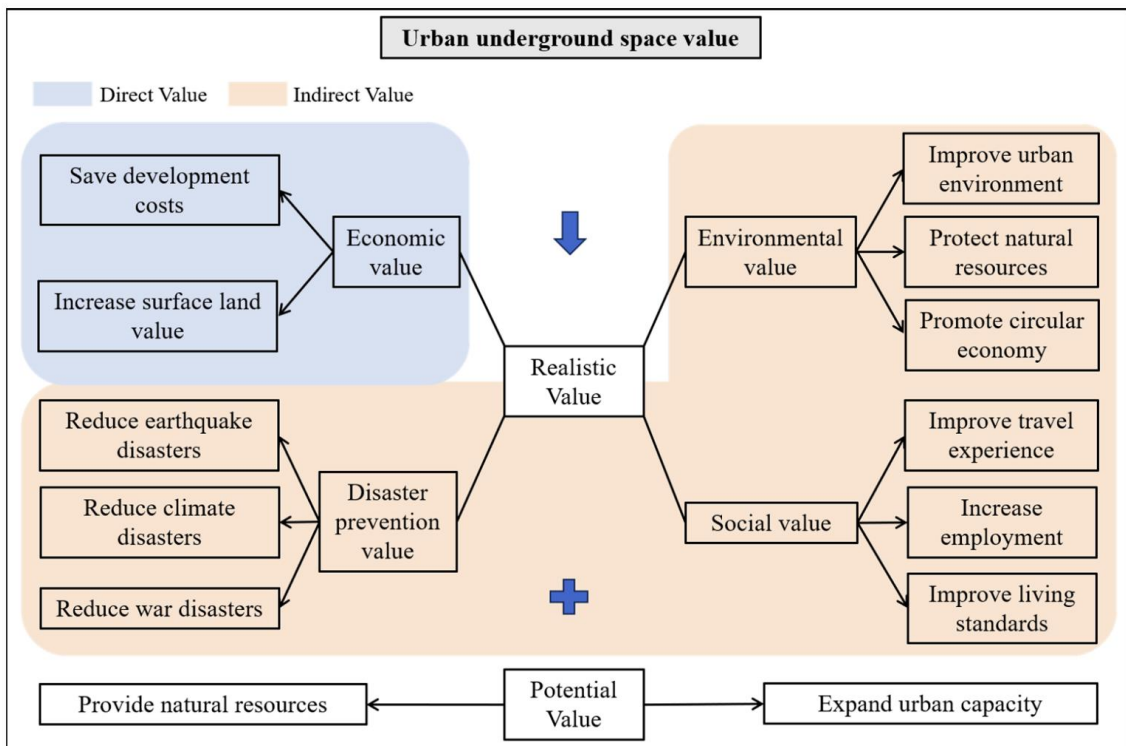 Urban underground space value
Direct Value
Indirect Value
Save development
costs
Increase surface land
value
Economic
value
Environmental
value
Improve urban
environment
Protect natural
resources
Promote circular
economy
Realistic
Value
Reduce earthquake
disasters
Reduce climate
disasters
Reduce war disasters
Disaster
prevention
value
Social value
Improve travel
experience
Increase
employment
Improve living
standards
Provide natural resources
Potential
Value
Expand urban capacity